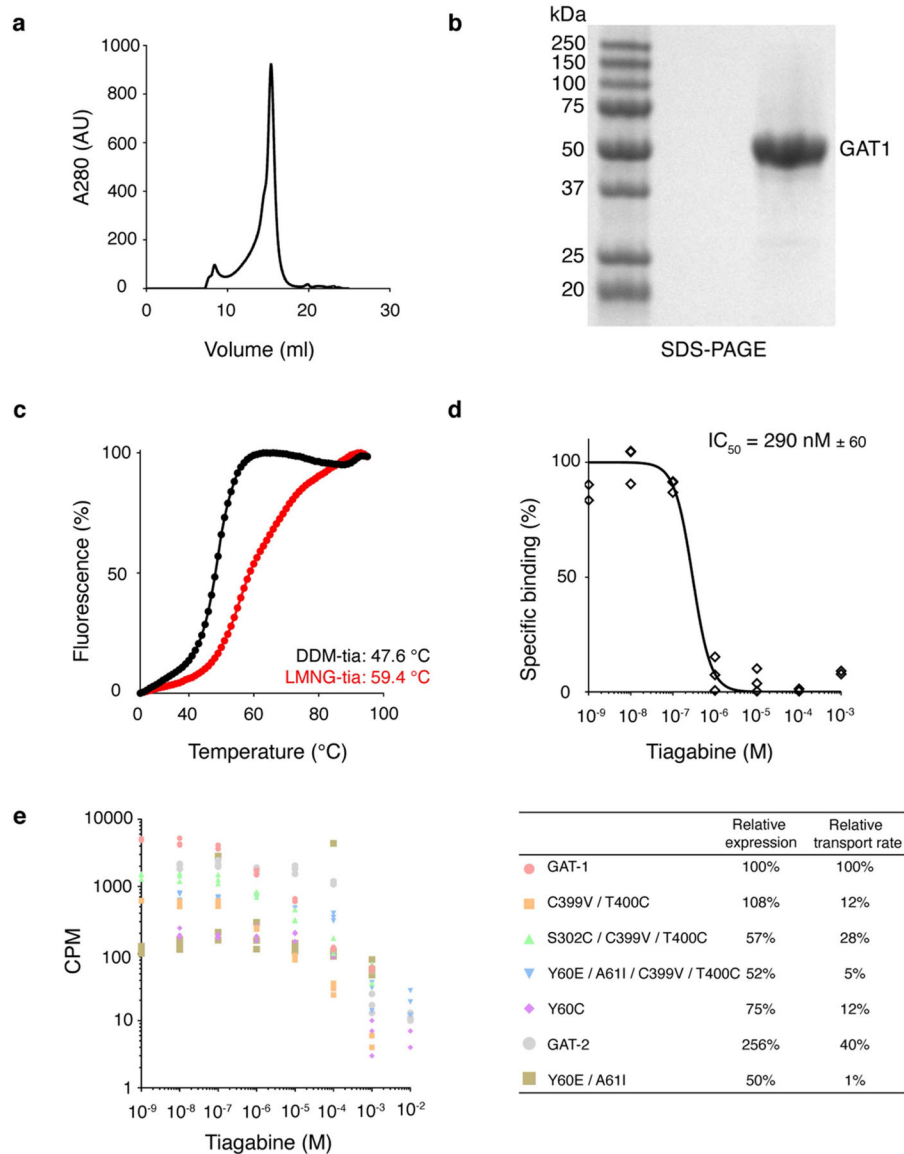 a
1000
800
600
400
200
0
A280 (AU)
0 10 20 30
Volume (ml)
b
kDa
250
150
100
75
50
37
25
20
GAT1
SDS-PAGE
c
100
50
0
Fluorescence (%)
DDM-tia: 47.6 °C
LMNG-tia: 59.4 °C
0 40 60 80 100
Temperature (°C)
d
IC50 = 290 nM ± 60
100
50
0
Specific binding (%)
10-9 10-8 10-7 10-6 10-5 10-4 10-3
Tiagabine (M)
e
10000
1000
100
10
1
CPM
10-9 10-8 10-7 10-6 10-5 10-4 10-3 10-2
Tiagabine (M)
Relative expression Relative transport rate
GAT-1 100% 100%
C399V / T400C 108% 12%
S302C / C399V / T400C 57% 28%
Y60E / A61I / C399V / T400C 52% 5%
Y60C 75% 12%
GAT-2 256% 40%
Y60E / A61I 50% 1%